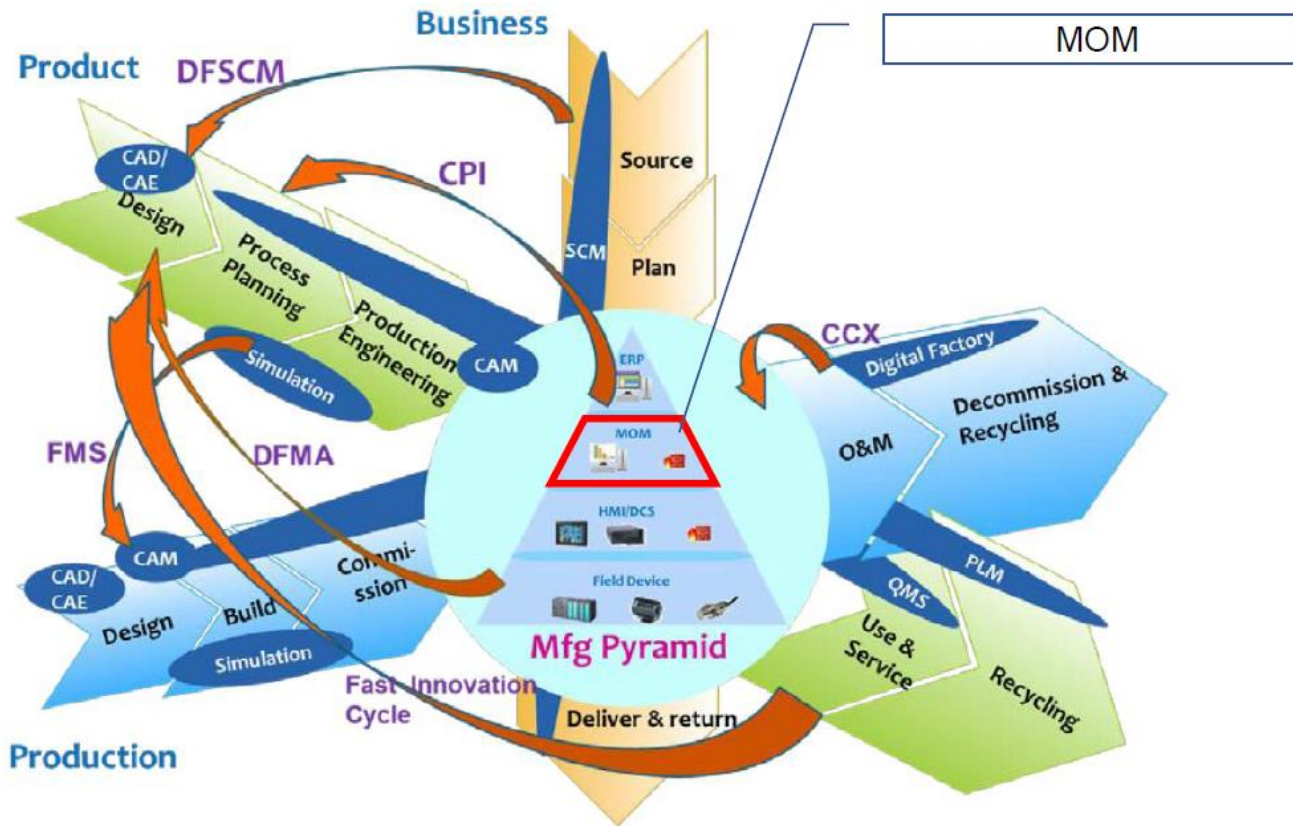 Business
MOM
Product
DFSCM
CAD/
CAE
Design
CPI
Source
SCM
Plan
Process
Planning
Production
Engineering
CAM
Simulation
CCX
Digital Factory
Decommission &
Recycling
O&M
ERP
MOM
HMI/DCS
Field Device
Mfg Pyramid
FMS
DFMA
CAM
CAD/
CAE
Design
Build
Commi-
ssion
Simulation
PLM
QMS
Use &
Service
Recycling
Fast Innovation
Cycle
Deliver & return
Production